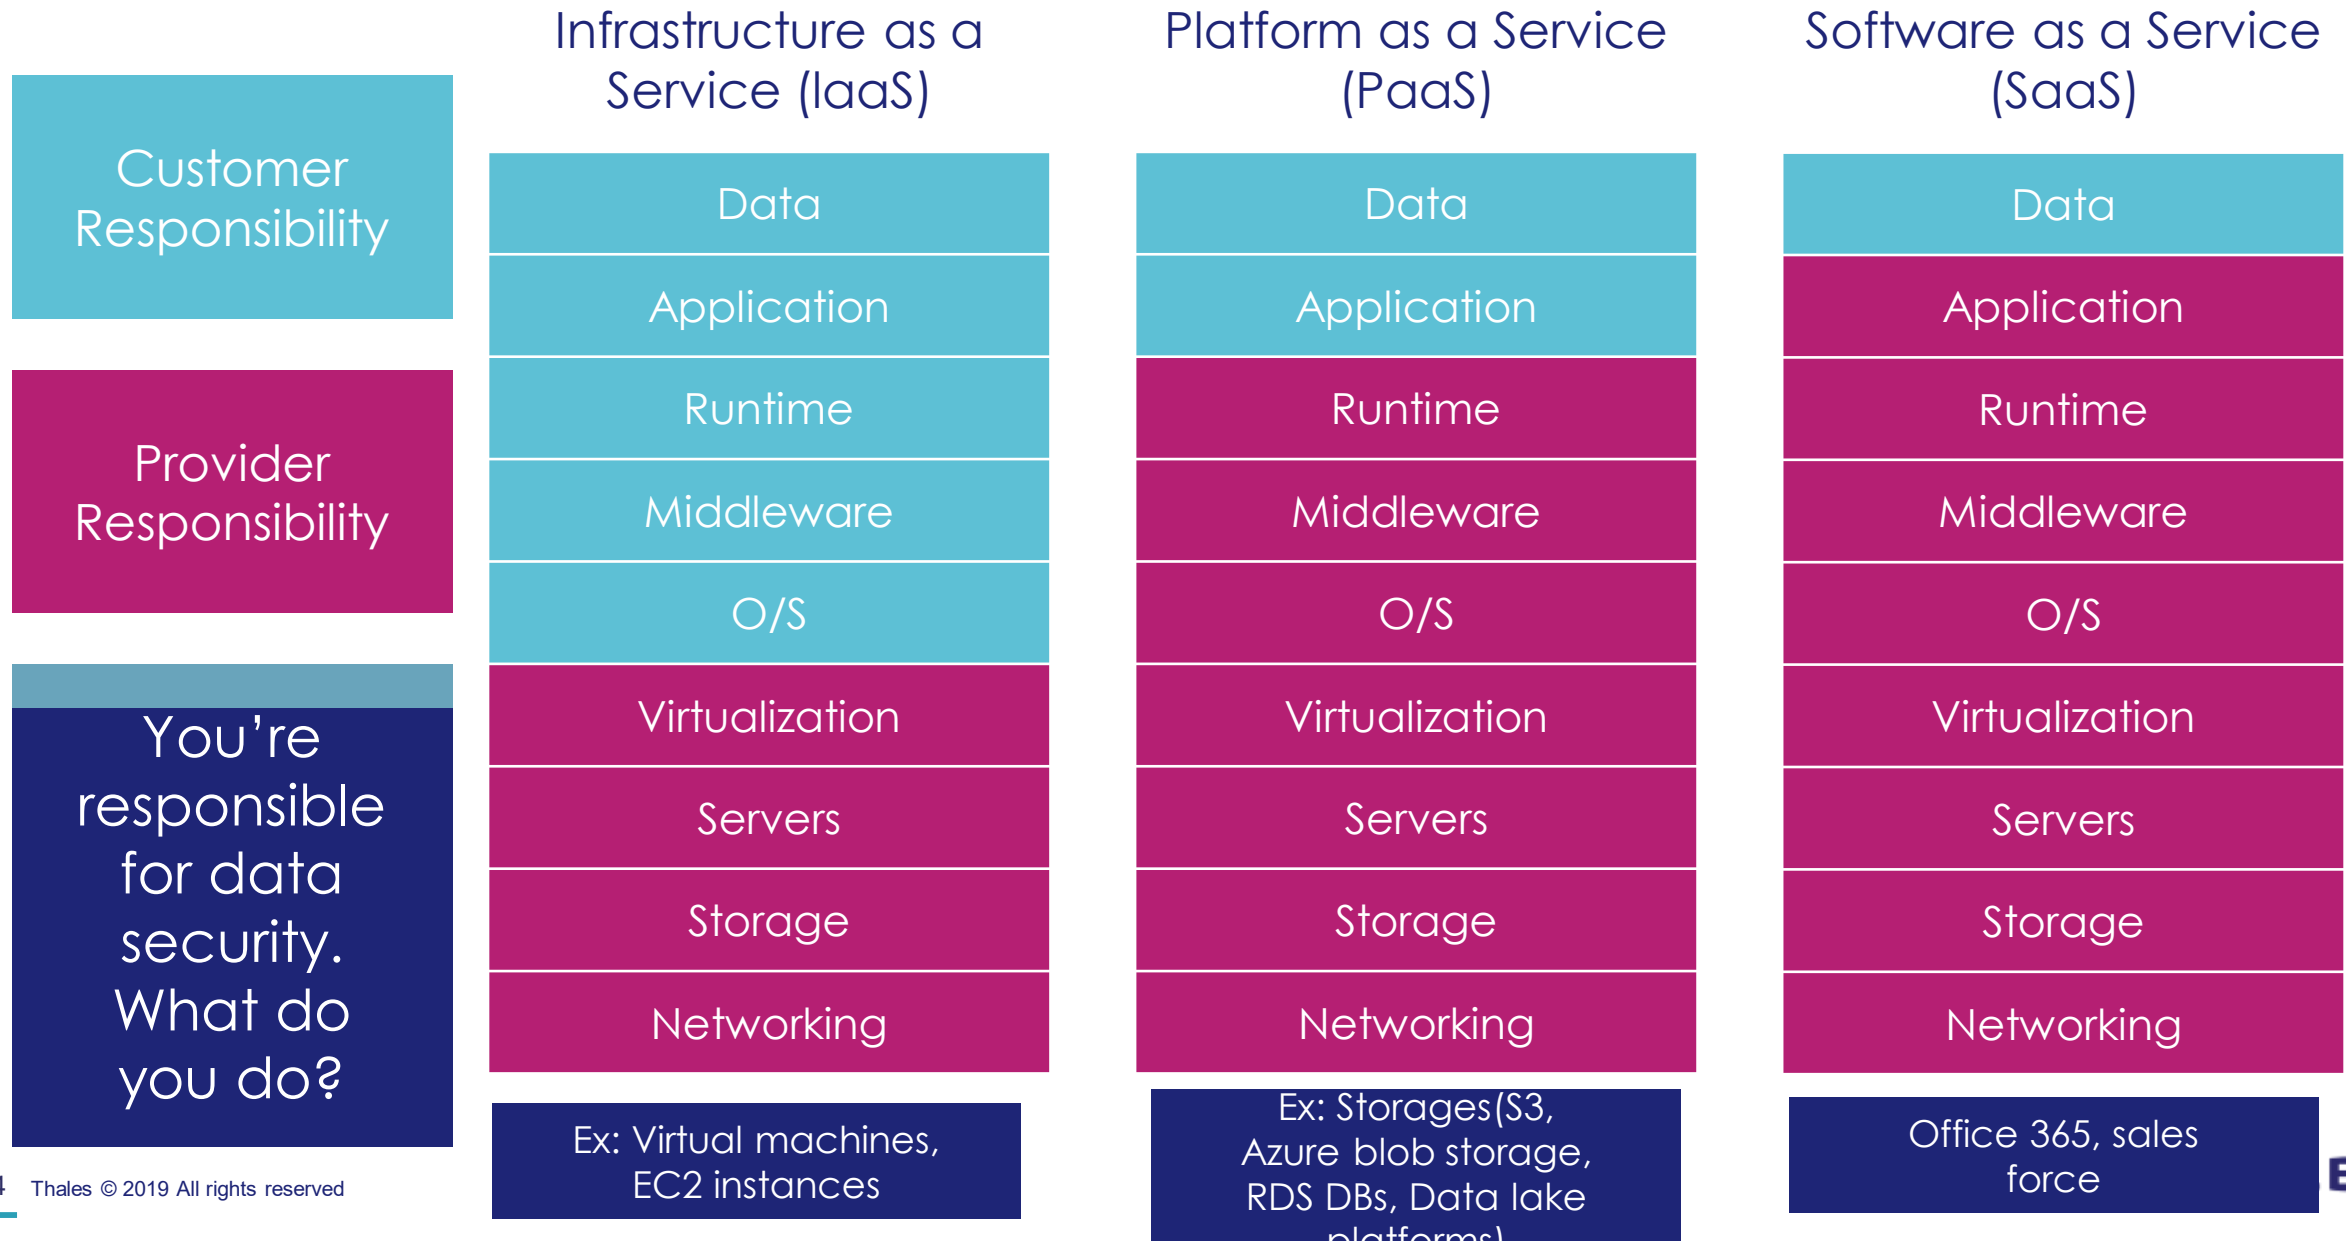 Infrastructure as a
Service (IaaS)
Platform as a Service
(PaaS)
Software as a Service
(SaaS)
Customer
Responsibility
Provider
Responsibility
You're
responsible
for data
security.
What do
you do?
Data
Application
Runtime
Middleware
O/S
Virtualization
Servers
Storage
Networking
Ex: Virtual machines,
EC2 instances
Data
Application
Runtime
Middleware
O/S
Virtualization
Servers
Storage
Networking
Ex: Storages(S3,
Azure blob storage,
RDS DBs, Data lake
platforms)
Data
Application
Runtime
Middleware
O/S
Virtualization
Servers
Storage
Networking
Office 365, sales
force
Thales © 2019 All rights reserved